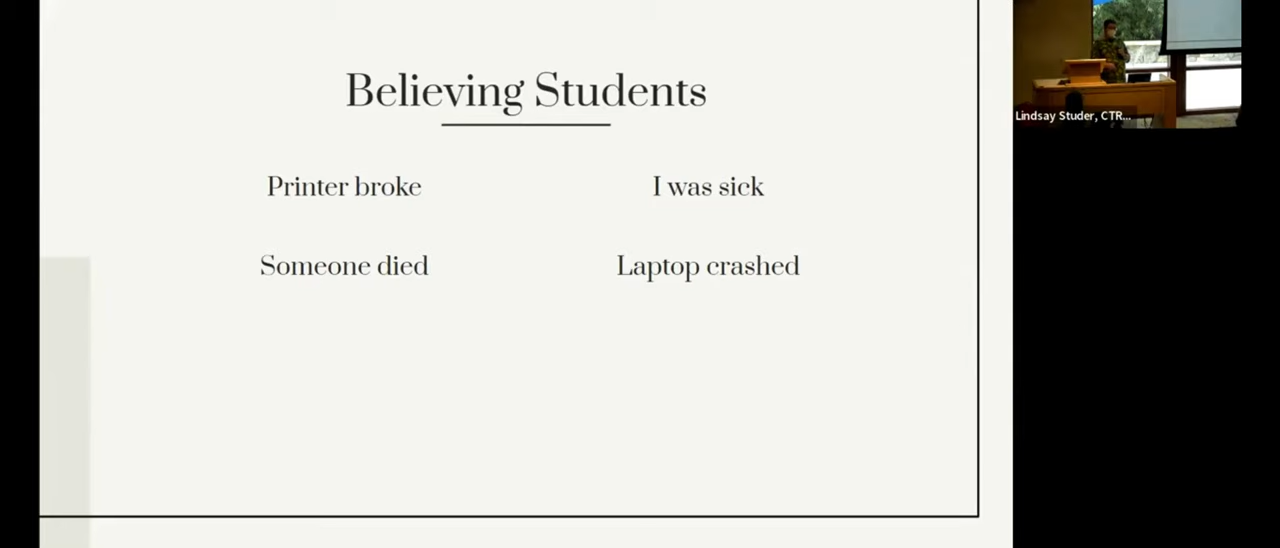 Believing Students
Printer broke
I was sick
Someone died
Laptop crashed
Lindsay Studer, CTR...